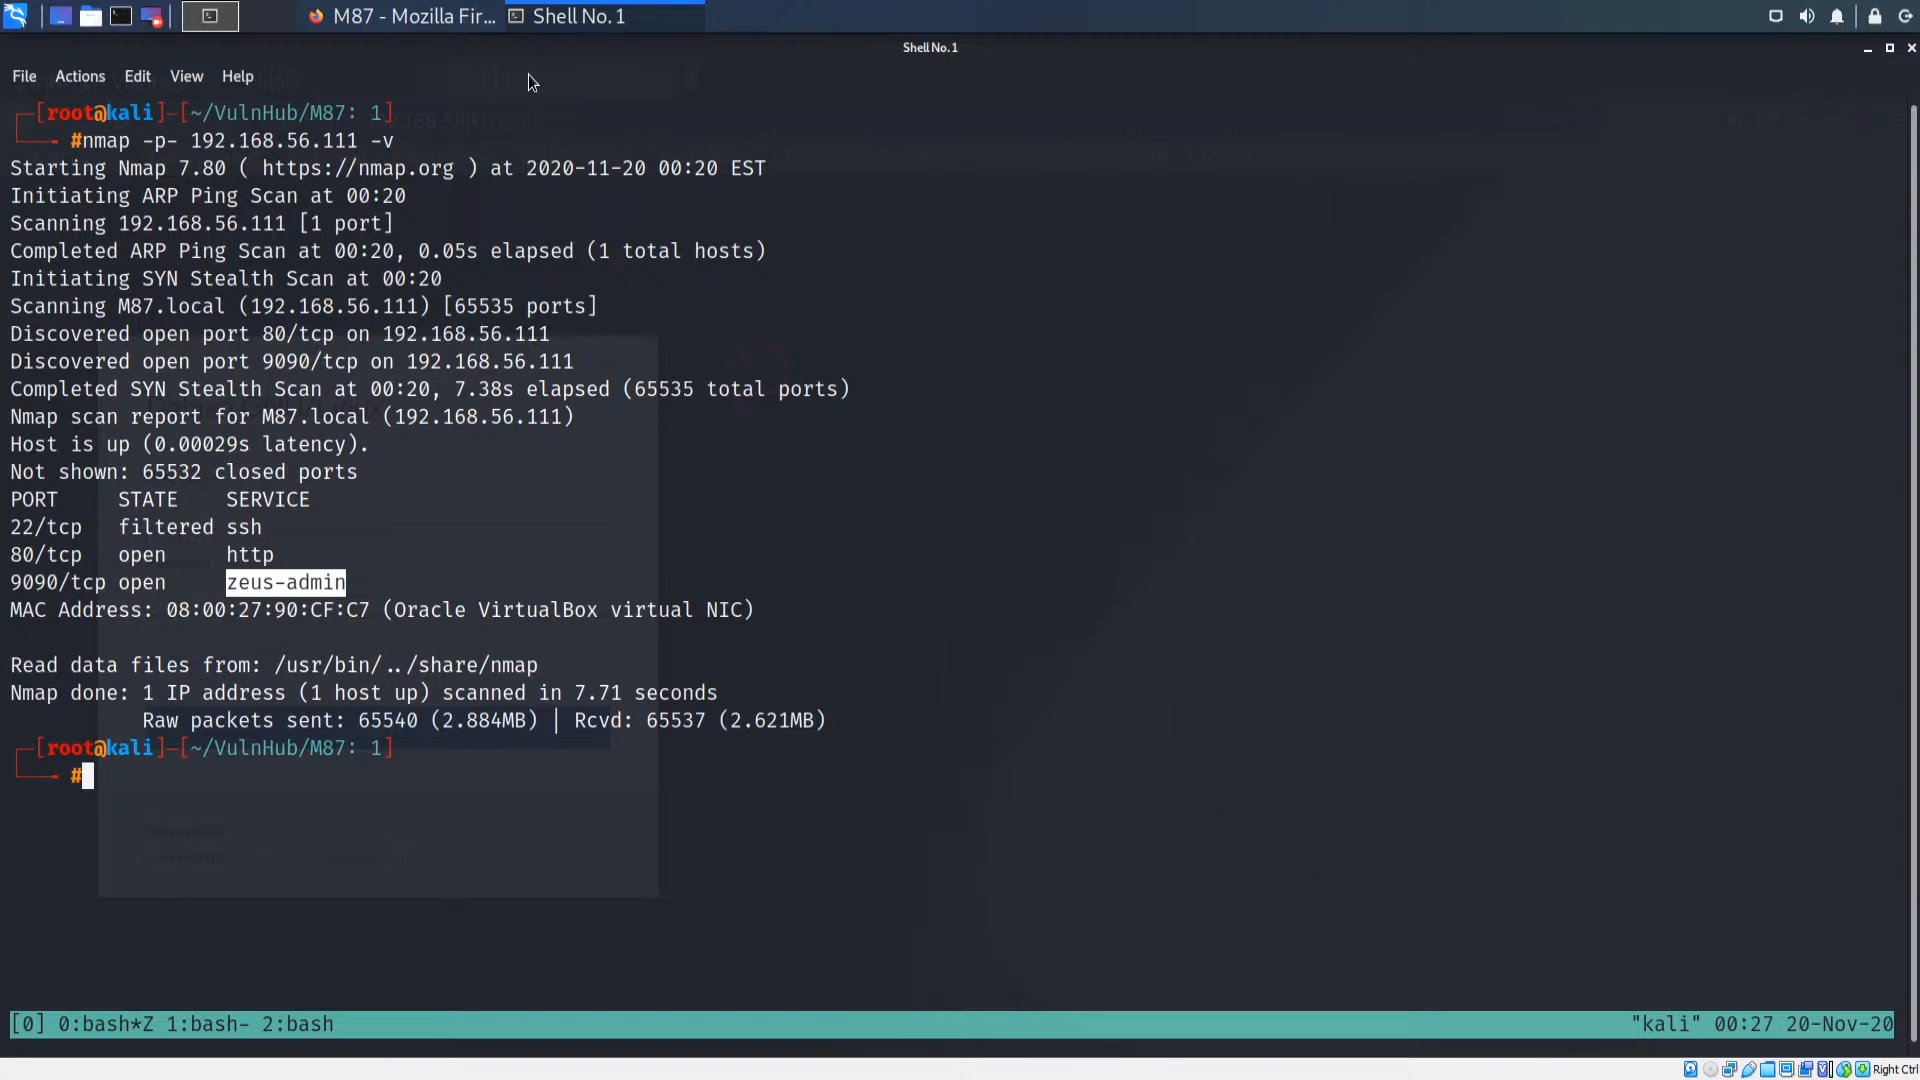 M87 - Mozilla Fir...
Shell No. 1
Shell No. 1
File Actions Edit View Help
[root@kali]-[~/VulnHub/M87: 1]
#nmap -p- 192.168.56.111 -v
Starting Nmap 7.80 ( https://nmap.org ) at 2020-11-20 00:20 EST
Initiating ARP Ping Scan at 00:20
Scanning 192.168.56.111 [1 port]
Completed ARP Ping Scan at 00:20, 0.05s elapsed (1 total hosts)
Initiating SYN Stealth Scan at 00:20
Scanning M87.local (192.168.56.111) [65535 ports]
Discovered open port 80/tcp on 192.168.56.111
Discovered open port 9090/tcp on 192.168.56.111
Completed SYN Stealth Scan at 00:20, 7.38s elapsed (65535 total ports)
Nmap scan report for M87.local (192.168.56.111)
Host is up (0.00029s latency).
Not shown: 65532 closed ports
PORT STATE SERVICE
22/tcp filtered ssh
80/tcp open http
9090/tcp open zeus-admin
MAC Address: 08:00:27:90:CF:C7 (Oracle VirtualBox virtual NIC)
Read data files from: /usr/bin/../share/nmap
Nmap done: 1 IP address (1 host up) scanned in 7.71 seconds
Raw packets sent: 65540 (2.884MB) | Rcvd: 65537 (2.621MB)
[root@kali]-[~/VulnHub/M87: 1]
#
[0] 0:bash*Z 1:bash- 2:bash
"kali" 00:27 20-Nov-20
Right Ctrl